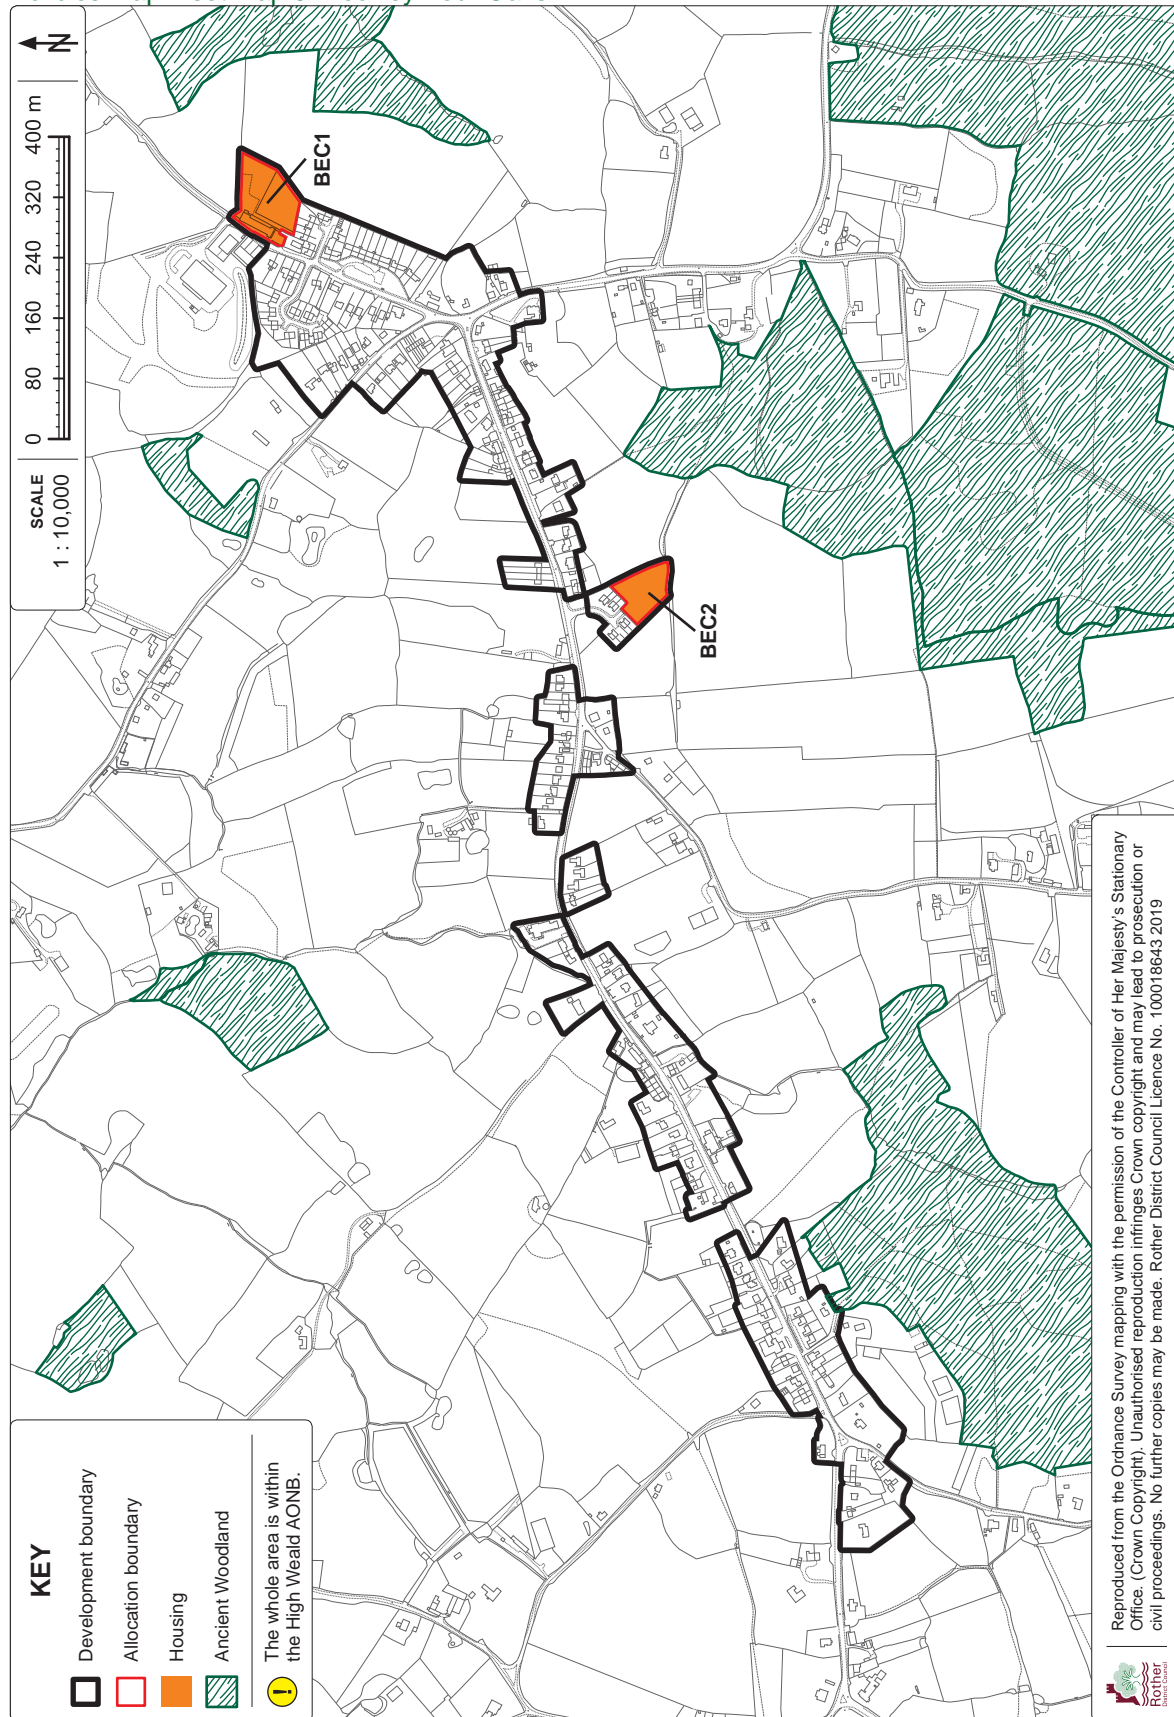 KEY
Development boundary
Allocation boundary
Housing
Ancient Woodland
!
The whole area is within
the High Weald AONB.
SCALE
1 : 10,000
0 80 160 240 320 400 m
N
BEC1
BEC2
Rother
District Council
Reproduced from the Ordnance Survey mapping with the permission of the Controller of Her Majesty's Stationary
Office. (Crown Copyright). Unauthorised reproduction infringes Crown copyright and may lead to prosecution or
civil proceedings. No further copies may be made. Rother District Council Licence No. 100018643 2019